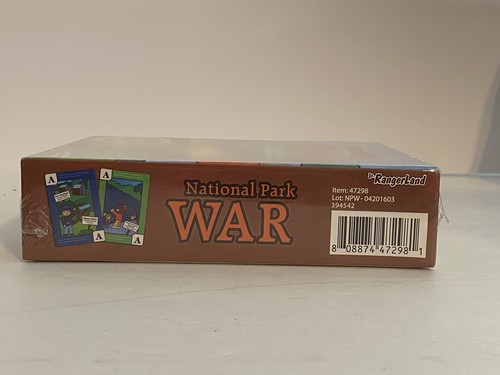 A
A
A
National Park
WAR
RangerLand
Item: 47298
Lot: NPW - 04201603
394542
8 08874 47298 1